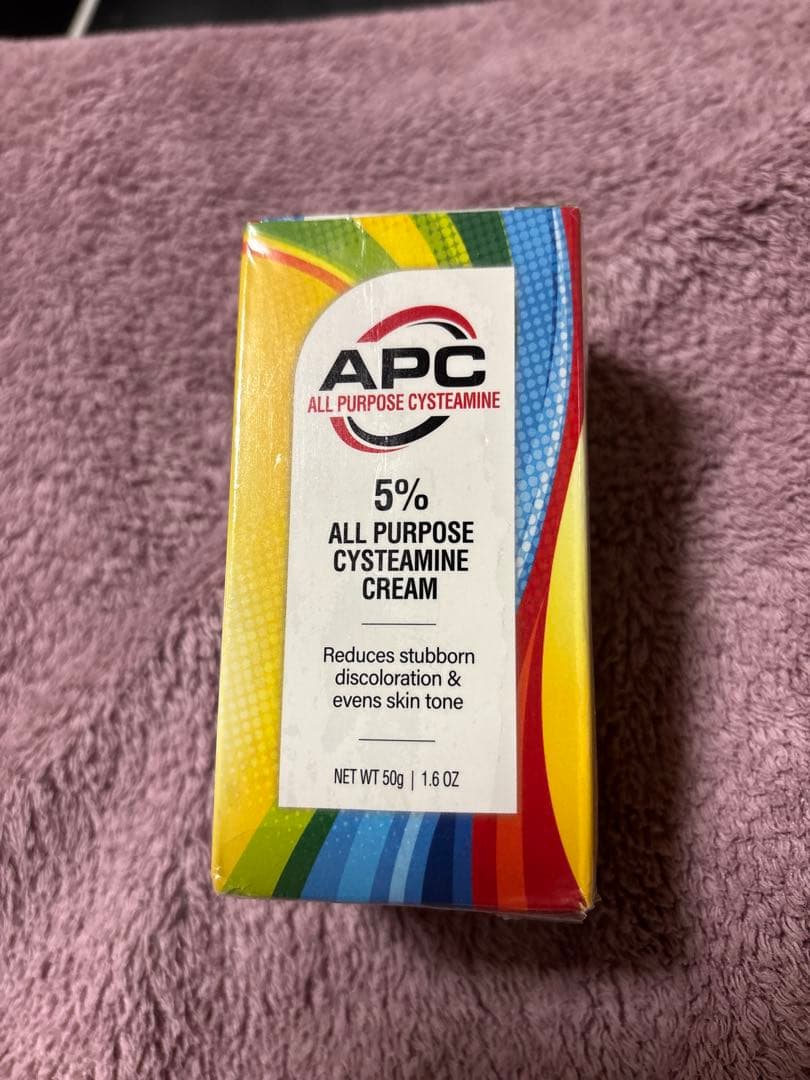 APC
ALL PURPOSE CYSTEAMINE
5%
ALL PURPOSE
CYSTEAMINE
CREAM
Reduces stubborn
discoloration &
evens skin tone
NET WT 50g | 1.6 OZ